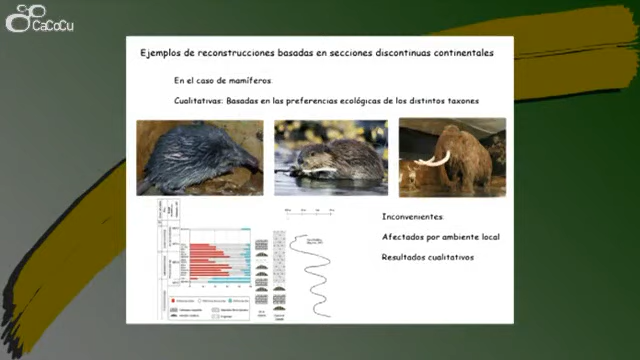 CaCoCu
Ejemplos de reconstrucciones basadas en secciones discontinuas continentales
En el caso de mamíferos.
Cualitativas: Basadas en las preferencias ecológicas de los distintos taxones
Inconvenientes:
Afectados por ambiente local
Resultados cualitativos